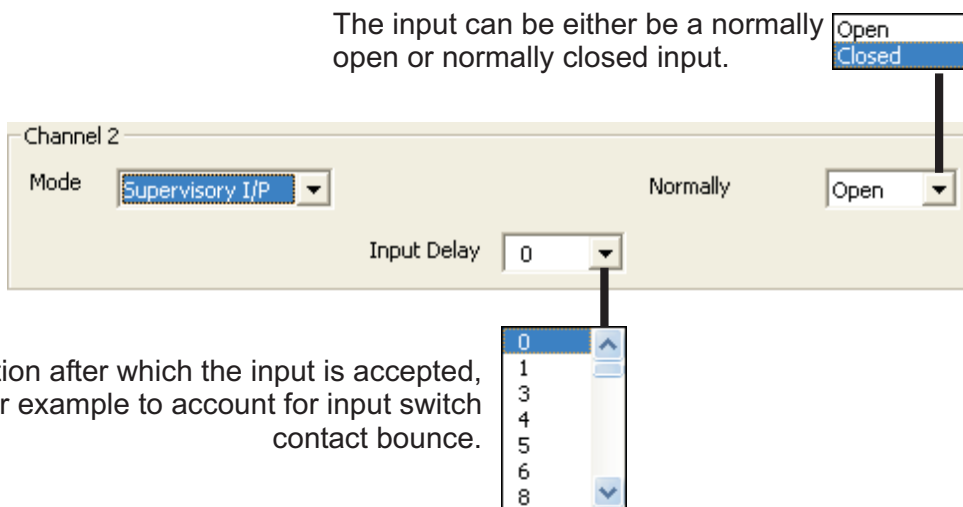 The input can be either be a normally
open or normally closed input.
Open
Closed
Channel 2
Mode
Supervisory I/P
Normally
Open
Input Delay
0
after which the input is accepted,
example to account for input switch
contact bounce.
0
1
3
4
5
6
8